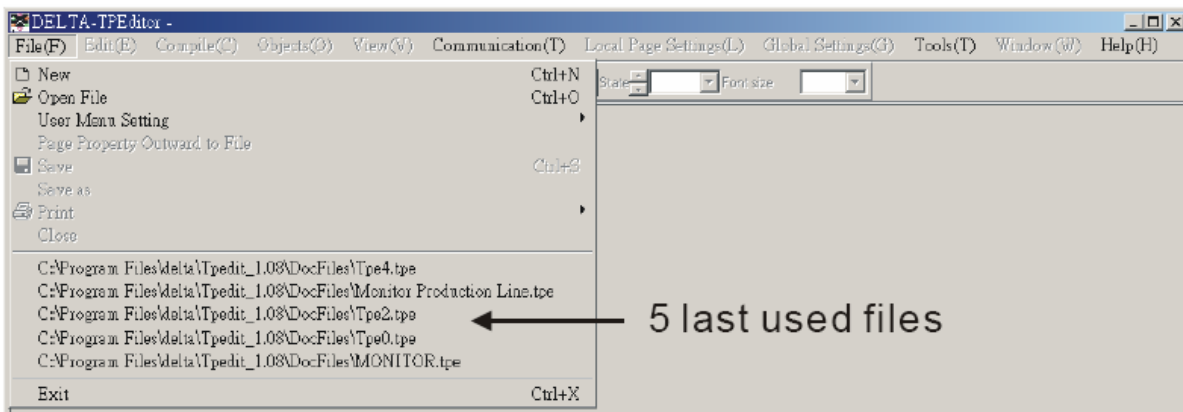 DELTA-TPEditor -
File(F) Edit(E) Compile(C) Objects(O) View(V) Communication(T) Local Page Settings(L) Global Settings(G) Tools(T) Window(W) Help(H)
New Ctrl+N
State Font size
Open File Ctrl+O
User Menu Setting
Page Property Outward to File
Save Ctrl+S
Save as
Print
Close
C:\Program Files\delta\Tpedit_1.08\DocFiles\Tpe4.tpe
C:\Program Files\delta\Tpedit_1.08\DocFiles\Monitor Production Line.tpe
C:\Program Files\delta\Tpedit_1.08\DocFiles\Tpe2.tpe
5 last used files
C:\Program Files\delta\Tpedit_1.08\DocFiles\Tpe0.tpe
C:\Program Files\delta\Tpedit_1.08\DocFiles\MONITOR.tpe
Exit Ctrl+X